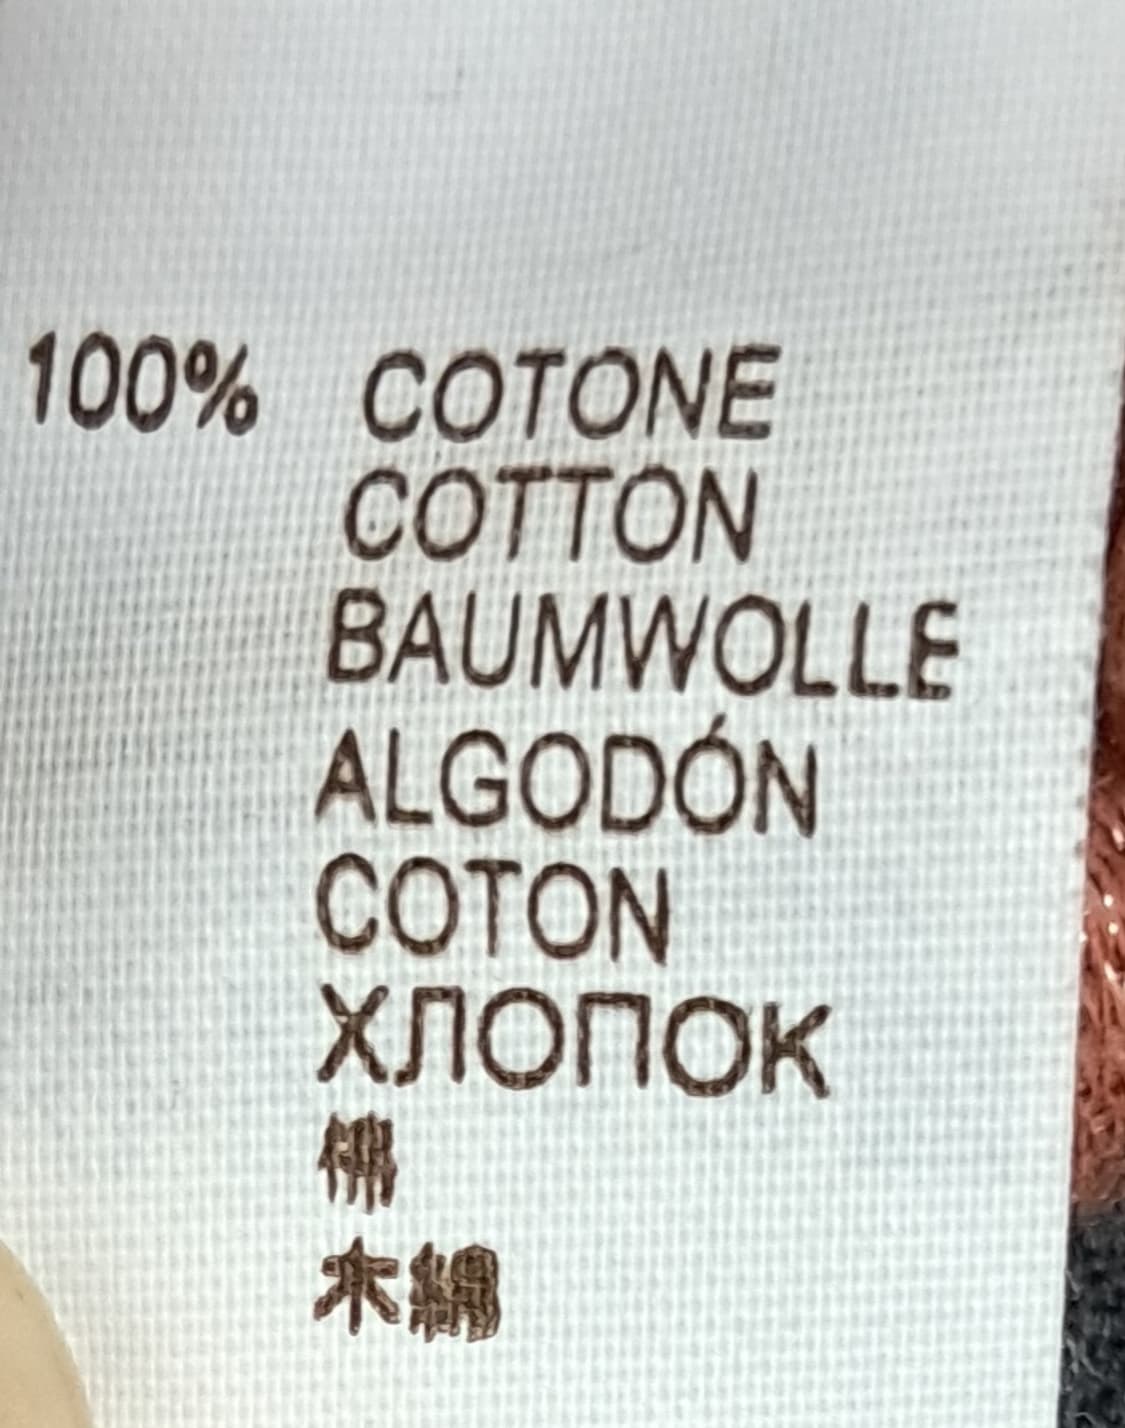 100% COTONE
COTTON
BAUMWOLLE
ALGODÓN
COTON
ХЛОПОК
棉
木綿